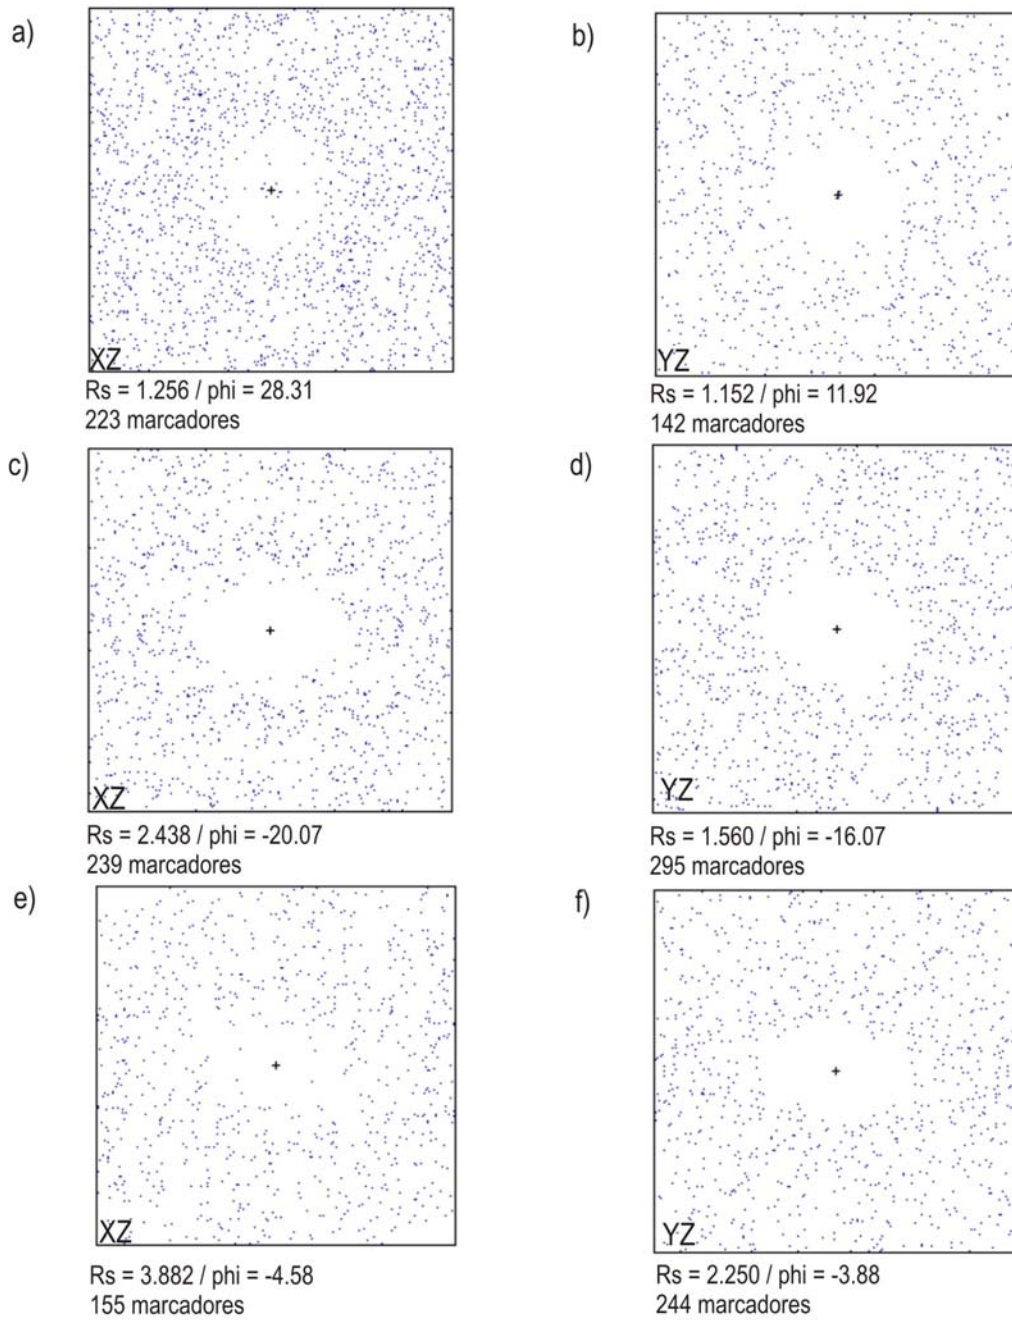 a)
b)
XZ
Rs = 1.256 / phi = 28.31
223 marcadores
YZ
Rs = 1.152 / phi = 11.92
142 marcadores
c)
d)
XZ
Rs = 2.438 / phi = -20.07
239 marcadores
YZ
Rs = 1.560 / phi = -16.07
295 marcadores
e)
f)
XZ
Rs = 3.882 / phi = -4.58
155 marcadores
YZ
Rs = 2.250 / phi = -3.88
244 marcadores